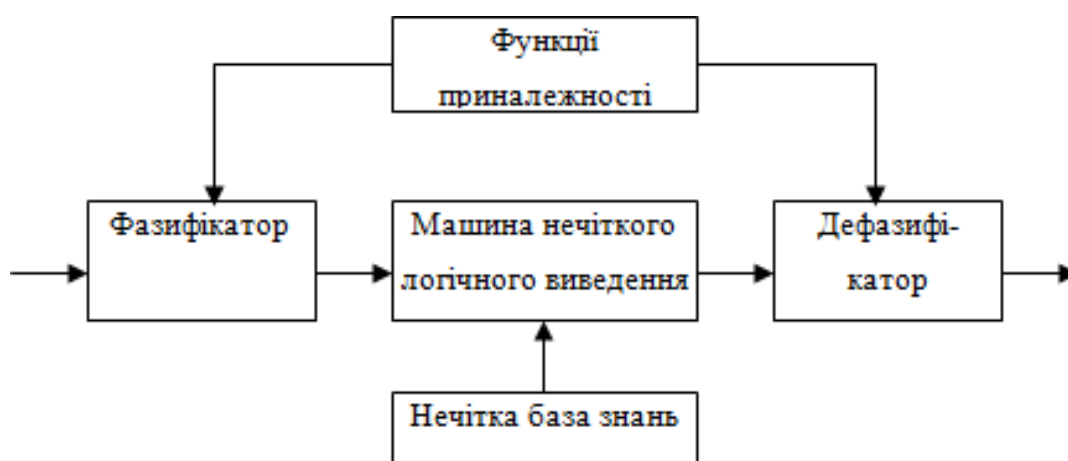 Функції
приналежності
Фазифікатор
Машина нечіткого
логічного виведення
Дефазифі-
катор
Нечітка база знань